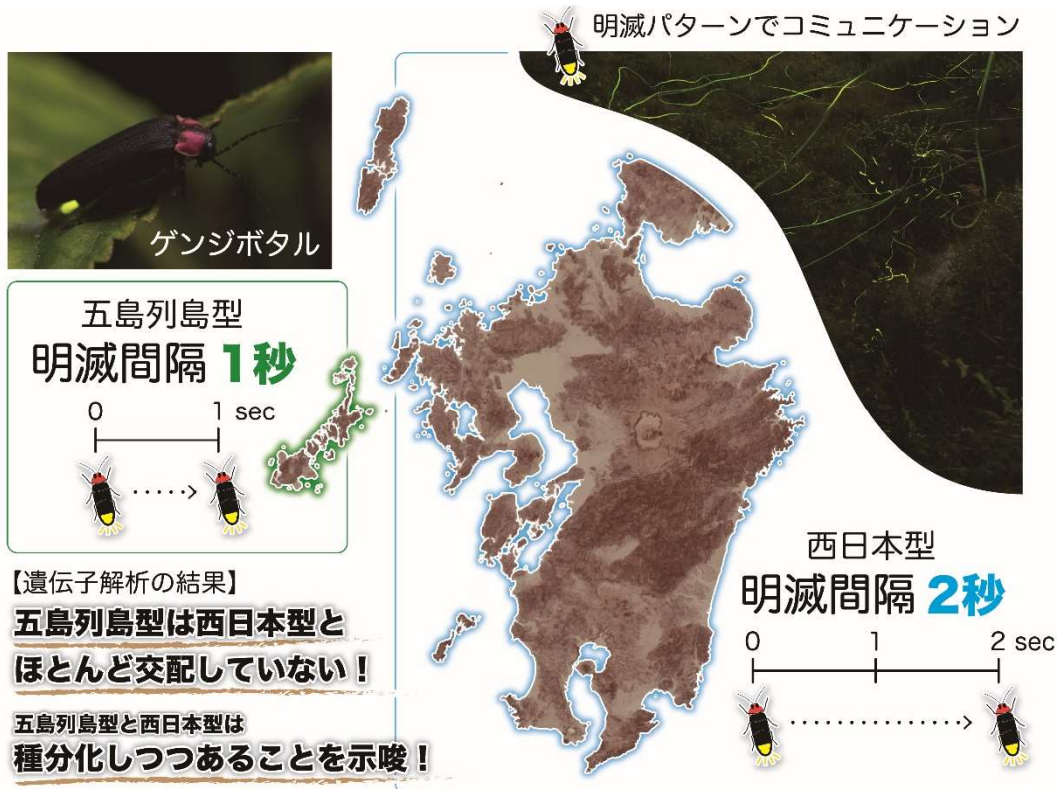 明滅パターンでコミュニケーション
ゲンジボタル
五島列島型
明滅間隔 1秒
0 1 sec
【遺伝子解析の結果】
五島列島型は西日本型と
ほとんど交配していない！
五島列島型と西日本型は
種分化しつつあることを示唆！
西日本型
明滅間隔 2秒
0 1 2 sec